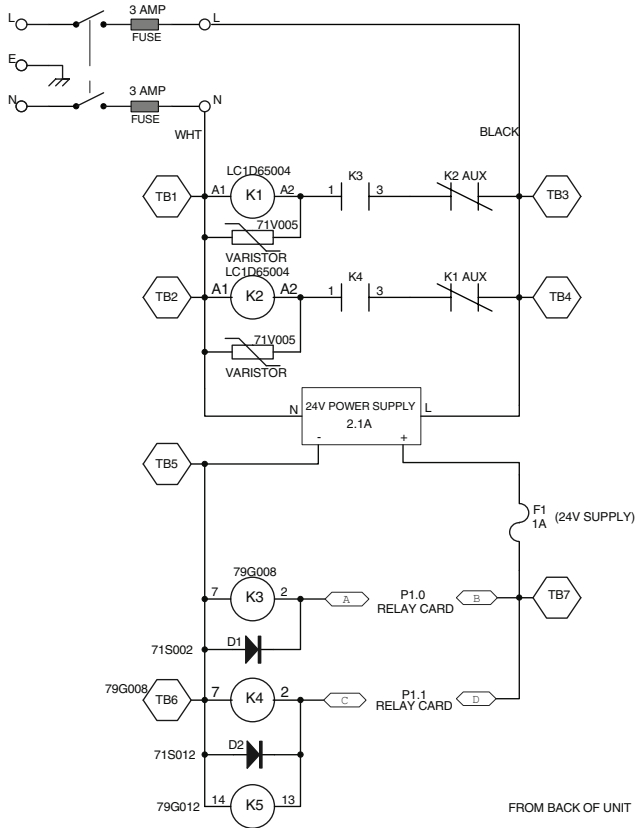 L
3 AMP
FUSE
L
E
N
3 AMP
FUSE
N
WHT
BLACK
LC1D65004
TB1
A1
K1
A2
K3
1
3
K2 AUX
TB3
71V005
VARISTOR
LC1D65004
TB2
A1
K2
A2
K4
1
3
K1 AUX
TB4
71V005
VARISTOR
N
24V POWER SUPPLY
2.1A
- +
L
TB5
F1
1A
(24V SUPPLY)
79G008
7
K3
2
A
P1.0
RELAY CARD
B
TB7
71S002
D1
79G008
TB6
7
K4
2
C
P1.1
RELAY CARD
D
71S012
D2
79G012
14
K5
13
FROM BACK OF UNIT